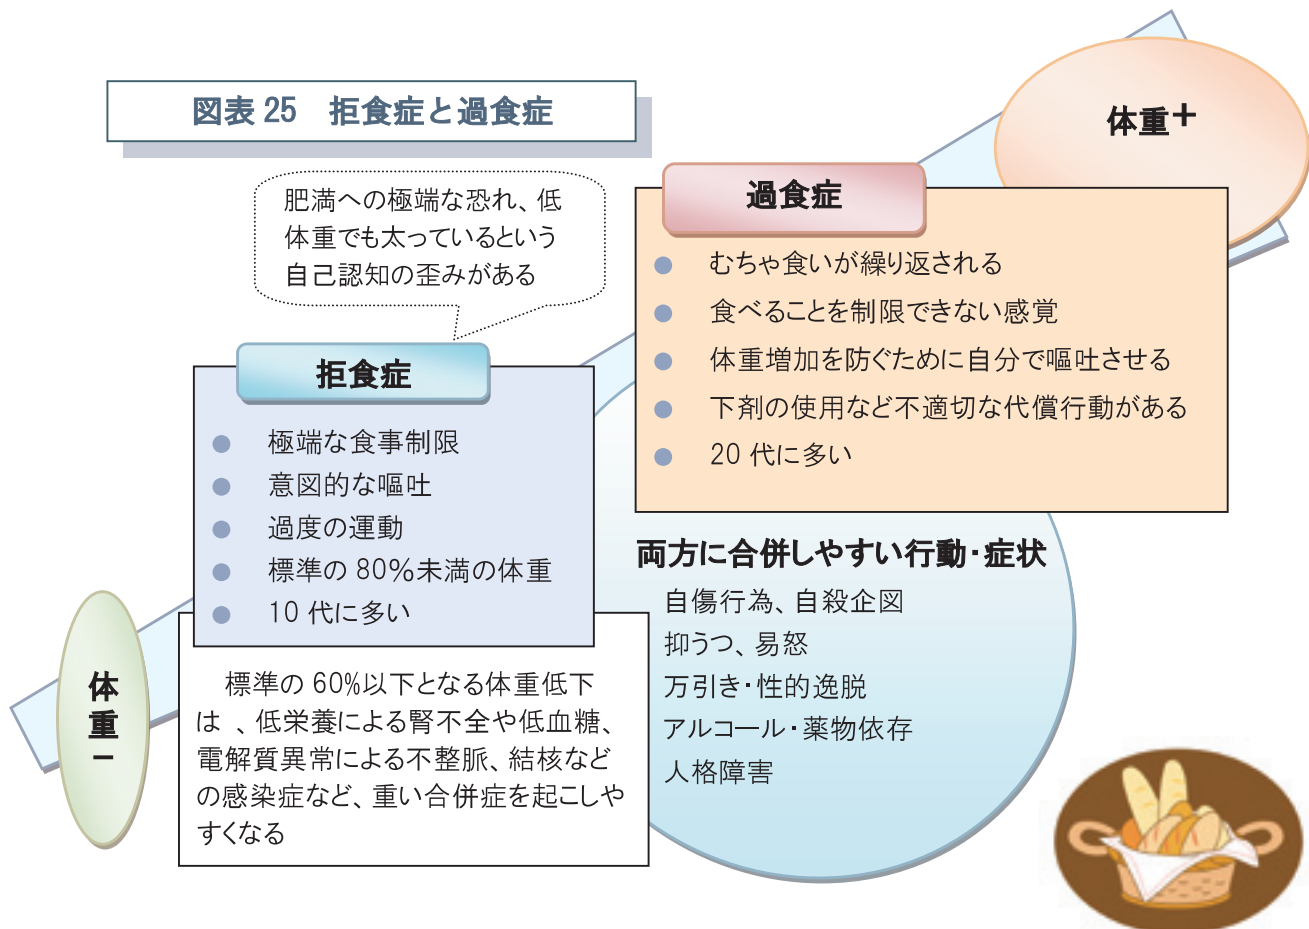 図表 25　拒食症と過食症
体重+
肥満への極端な恐れ、低
体重でも太っているという
自己認知の歪みがある
過食症
むちゃ食いが繰り返される
食べることを制限できない感覚
体重増加を防ぐために自分で嘔吐させる
下剤の使用など不適切な代償行動がある
20 代に多い
拒食症
極端な食事制限
意図的な嘔吐
過度の運動
標準の 80%未満の体重
10 代に多い
両方に合併しやすい行動・症状
自傷行為、自殺企図
抑うつ、易怒
万引き・性的逸脱
アルコール・薬物依存
人格障害
体
重
−
標準の 60%以下となる体重低下
は 、低栄養による腎不全や低血糖、
電解質異常による不整脈、結核など
の感染症など、重い合併症を起こしや
すくなる